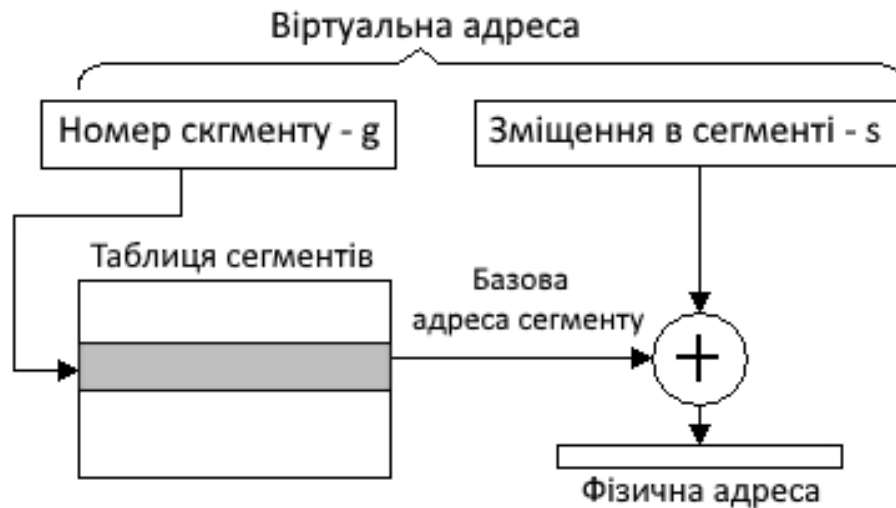 Віртуальна адреса
Номер скгменту - g
Зміщення в сегменті - s
Таблиця сегментів
Базова
адреса сегменту
+
Фізична адреса